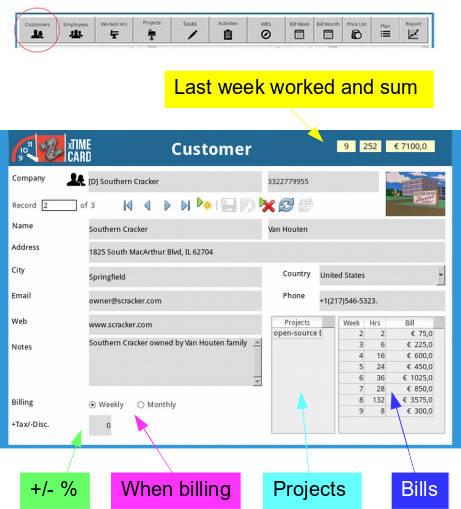 Customers Employees Worked Hrs Projects Tasks Activities WBS Bill Week Bill Month Price List Plan Report
Last week worked and sum
11
10
9
xTIME
CARD
Customer
9 252 € 7100,0
Company [D] Southern Cracker 3322779955
Record 2 of 3
Name Southern Cracker Van Houten
Address 1825 South MacArthur Blvd, IL 62704
City Springfield Country United States
Email owner@scracker.com Phone +1(217)546-5323.
Web www.scracker.com
Notes Southern Cracker owned by Van Houten family
Projects
open-source E
Week Hrs Bill
2 2 € 75,0
3 6 € 225,0
4 16 € 600,0
5 24 € 450,0
6 36 € 1025,0
7 28 € 850,0
8 132 € 3575,0
9 8 € 300,0
Billing Weekly Monthly
+Tax/-Disc. 0
+/- % When billing Projects Bills